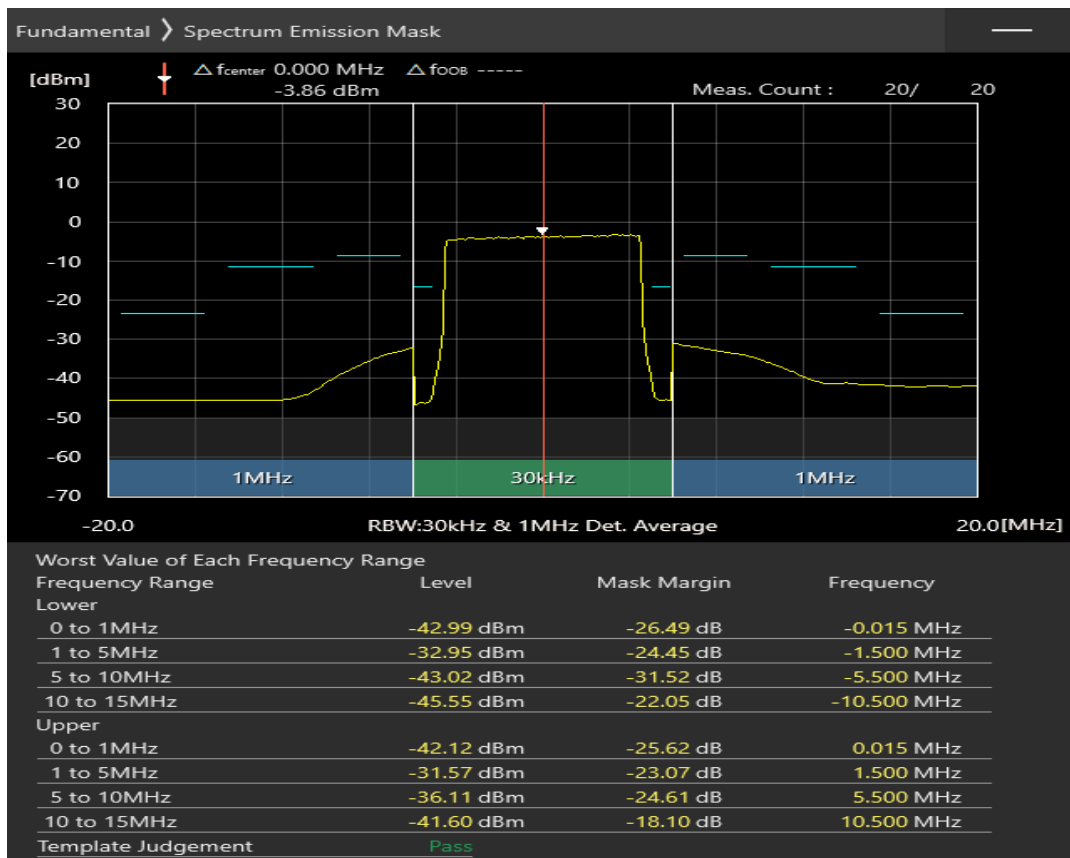 Fundamental ❯ Spectrum Emission Mask
[dBm] △ fcenter 0.000 MHz △ fOOB -----
-3.86 dBm Meas. Count : 20/ 20
30
20
10
0
-10
-20
-30
-40
-50
-60
-70
1MHz 30kHz 1MHz
-20.0 RBW:30kHz & 1MHz Det. Average 20.0[MHz]
Worst Value of Each Frequency Range
Frequency Range Level Mask Margin Frequency
Lower
0 to 1MHz -42.99 dBm -26.49 dB -0.015 MHz
1 to 5MHz -32.95 dBm -24.45 dB -1.500 MHz
5 to 10MHz -43.02 dBm -31.52 dB -5.500 MHz
10 to 15MHz -45.55 dBm -22.05 dB -10.500 MHz
Upper
0 to 1MHz -42.12 dBm -25.62 dB 0.015 MHz
1 to 5MHz -31.57 dBm -23.07 dB 1.500 MHz
5 to 10MHz -36.11 dBm -24.61 dB 5.500 MHz
10 to 15MHz -41.60 dBm -18.10 dB 10.500 MHz
Template Judgement Pass